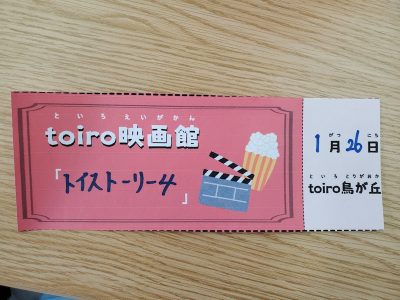 といろえいがかん
toiro映画館
「トイストーリー4」
がつ にち
1月26日
といろ とりがおか
toiro鳥が丘